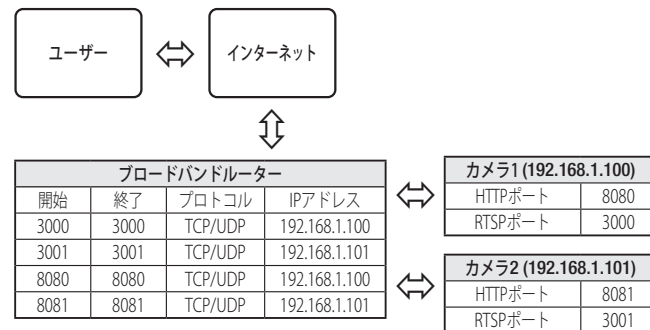 ユーザー
インターネット
ブロードバンドルーター
開始 終了 プロトコル IPアドレス
3000 3000 TCP/UDP 192.168.1.100
3001 3001 TCP/UDP 192.168.1.101
8080 8080 TCP/UDP 192.168.1.100
8081 8081 TCP/UDP 192.168.1.101
カメラ1 (192.168.1.100)
HTTPポート 8080
RTSPポート 3000
カメラ2 (192.168.1.101)
HTTPポート 8081
RTSPポート 3001